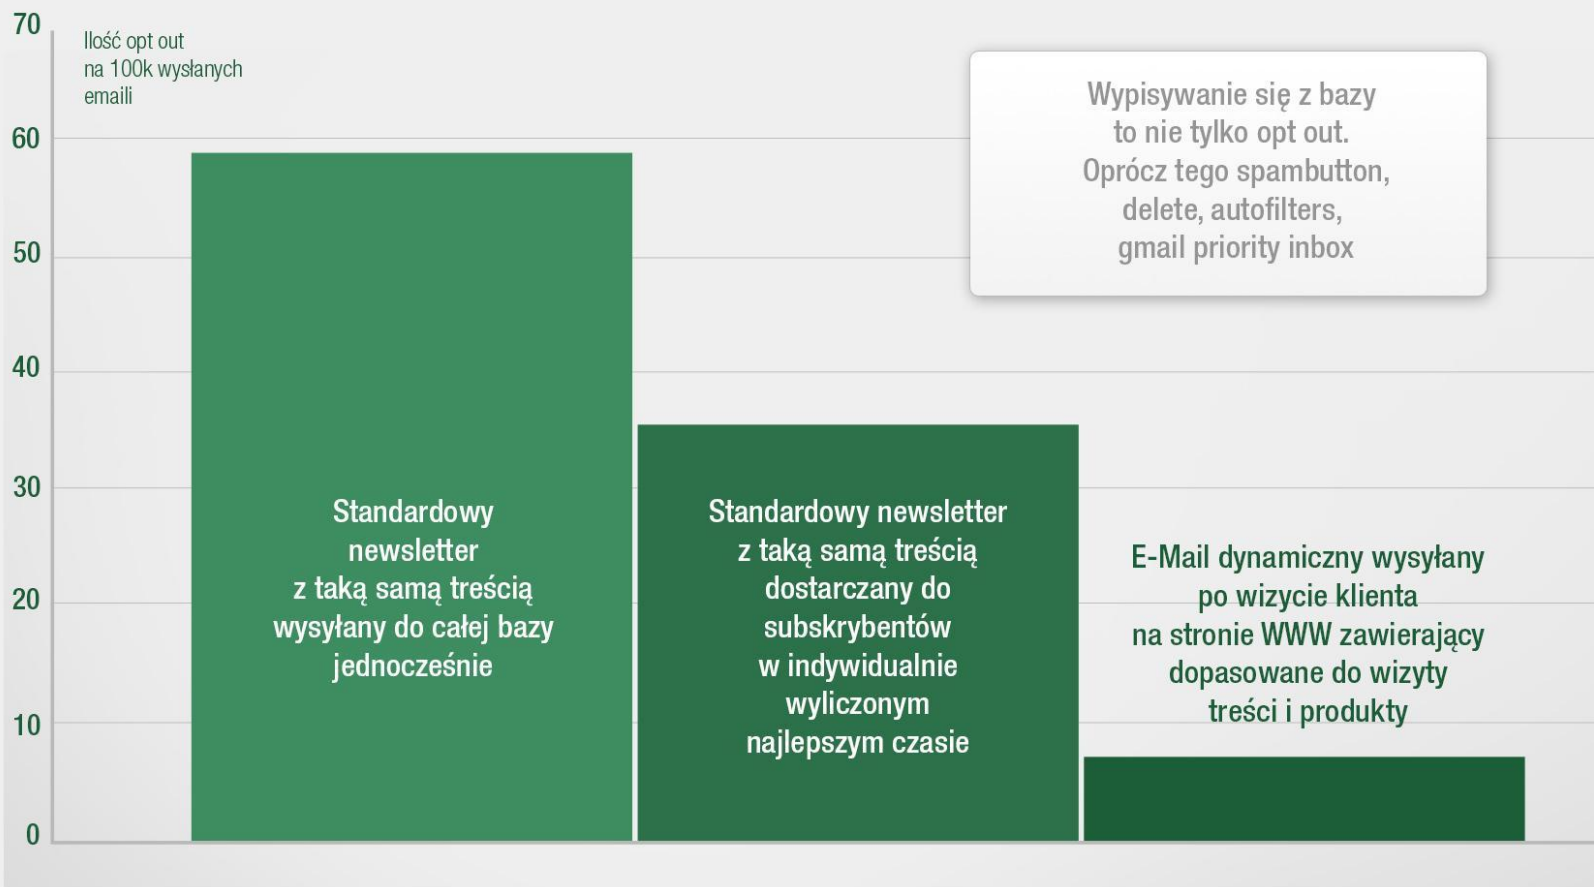 70
Ilość opt out
na 100k wysłanych
emaili
60
50
40
30
20
10
0
Wypisywanie się z bazy
to nie tylko opt out.
Oprócz tego spambutton,
delete, autofilters,
gmail priority inbox
Standardowy
newsletter
z taką samą treścią
wysyłany do całej bazy
jednocześnie
Standardowy newsletter
z taką samą treścią
dostarczany do
subskrybentów
w indywidualnie
wyliczonym
najlepszym czasie
E-Mail dynamiczny wysyłany
po wizycie klienta
na stronie WWW zawierający
dopasowane do wizyty
treści i produkty